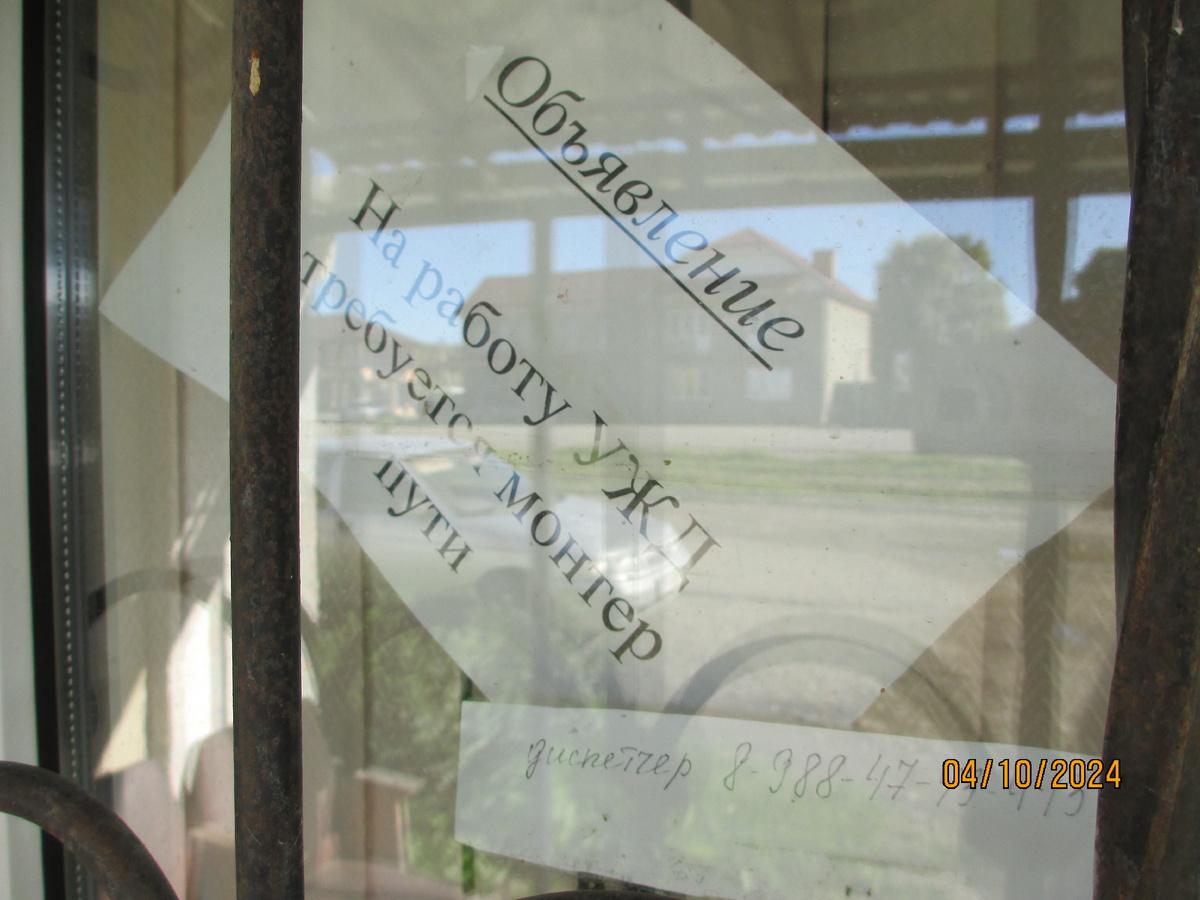 Объявление
На работу УЖД
требуется монтер
пути
диспетчер 8-988-47-
04/10/2024